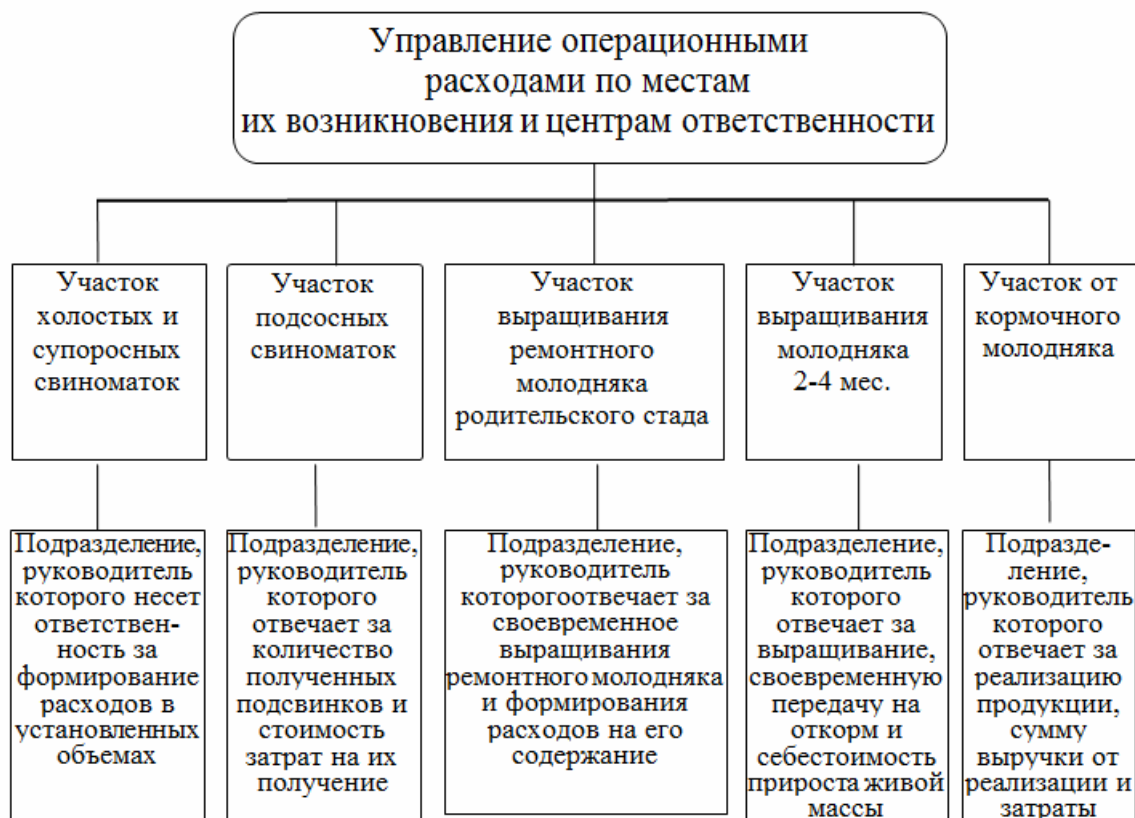 Управление операционными
расходами по местам
их возникновения и центрам ответственности
Участок
холостых и
супоросных
свиноматок
Участок
подсосных
свиноматок
Участок
выращивания
ремонтного
молодняка
родительского стада
Участок
выращивания
молодняка
2-4 мес.
Участок от
кормочного
молодняка
Подразделение,
руководитель
которого несет
ответствен-
ность за
формирование
расходов в
установленных
объемах
Подразделение,
руководитель
которого
отвечает за
количество
полученных
подсвинков и
стоимость
затрат на их
получение
Подразделение,
руководитель
которогоотвечает за
своевременное
выращивания
ремонтного молодняка
и формирования
расходов на его
содержание
Подразделение,
руководитель
которого
отвечает за
выращивание,
своевременную
передачу на
откорм и
себестоимость
прироста живой
массы
Подразде-
ление,
руководитель
которого
отвечает за
реализацию
продукции,
сумму
выручки от
реализации и
затраты